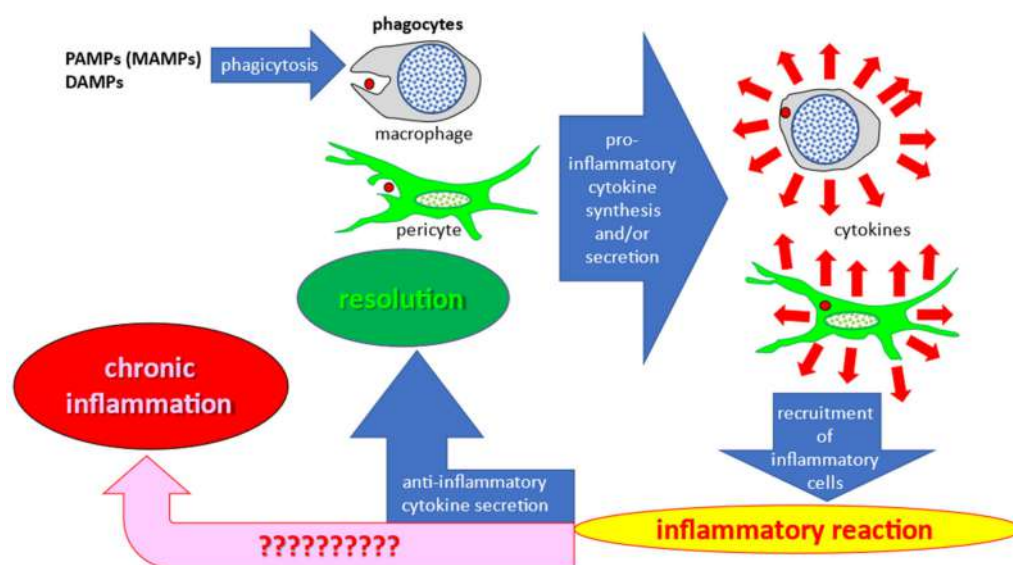 phagocytes
PAMPs (MAMPs)
DAMPs
phagicytosis
macrophage
pericyte
pro-
inflammatory
cytokine
synthesis
and/or
secretion
cytokines
resolution
chronic
inflammation
recruitment
of
inflammatory
cells
anti-inflammatory
cytokine secretion
inflammatory reaction
??????????